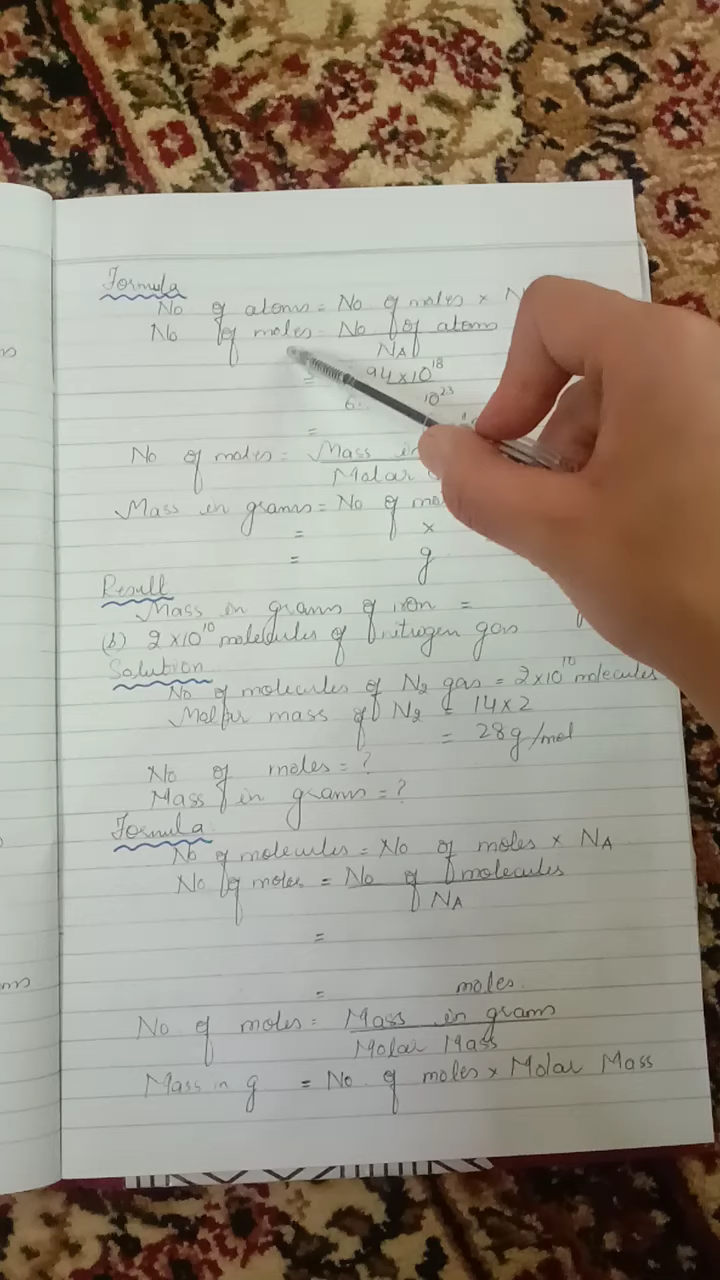 Formula
No of atoms = No of moles × N
No of moles = No of atoms
NA
= 94×10^18
6. 10^23
=
No of moles = Mass in
Molar
Mass in grams = No of mo
= ×
= g
Result
Mass in grams of iron =
(b) 2×10^10 molecules of nitrogen gas
Solution
No of molecules of N2 gas = 2×10^10 molecules
mass of N2 = 14×2
= 28g/mol
No of moles = ?
Mass in grams = ?
Formula
No of molecules = No of moles × NA
No of moles = No of molecules
NA
=
= moles.
No of moles = Mass in grams
Molar Mass
Mass in g = No of moles × Molar Mass
ms
ms